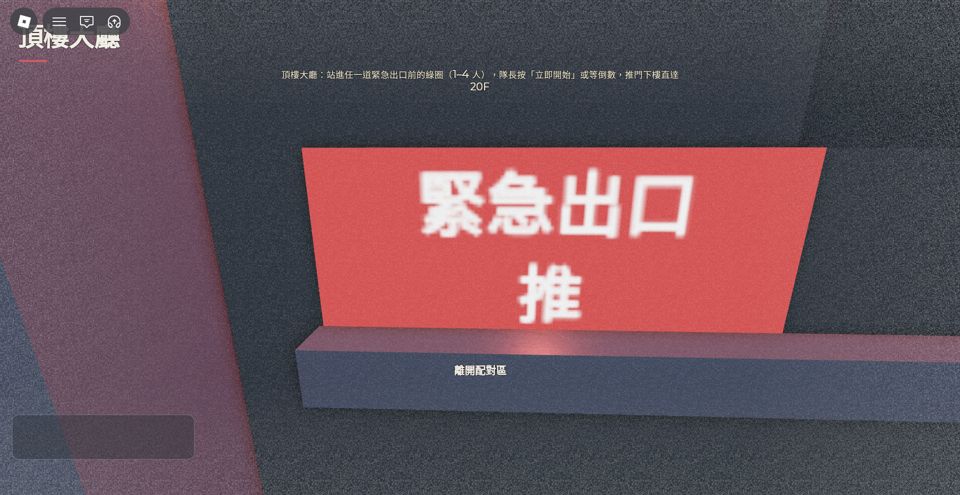 頂樓大廳
頂樓大廳：站進任一道緊急出口前的綠圈（1–4 人），隊長按「立即開始」或等倒數，推門下樓直達
20F
緊急出口
推
離開配對區